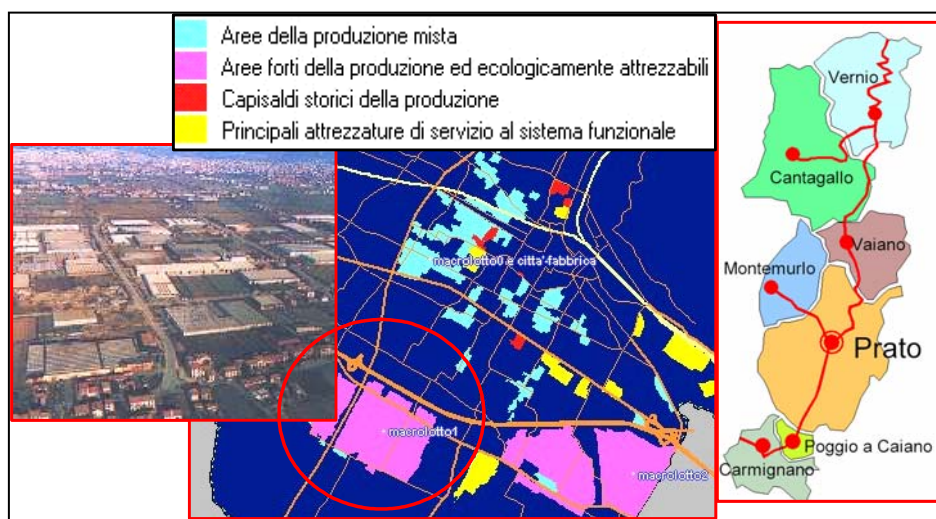 Aree della produzione mista
Aree forti della produzione ed ecologicamente attrezzabili
Capisaldi storici della produzione
Principali attrezzature di servizio al sistema funzionale
macrolotto0 e citta'-fabbrica
macrolotto1
macrolotto2
Vernio
Cantagallo
Vaiano
Montemurlo
Prato
Poggio a Caiano
Carmignano